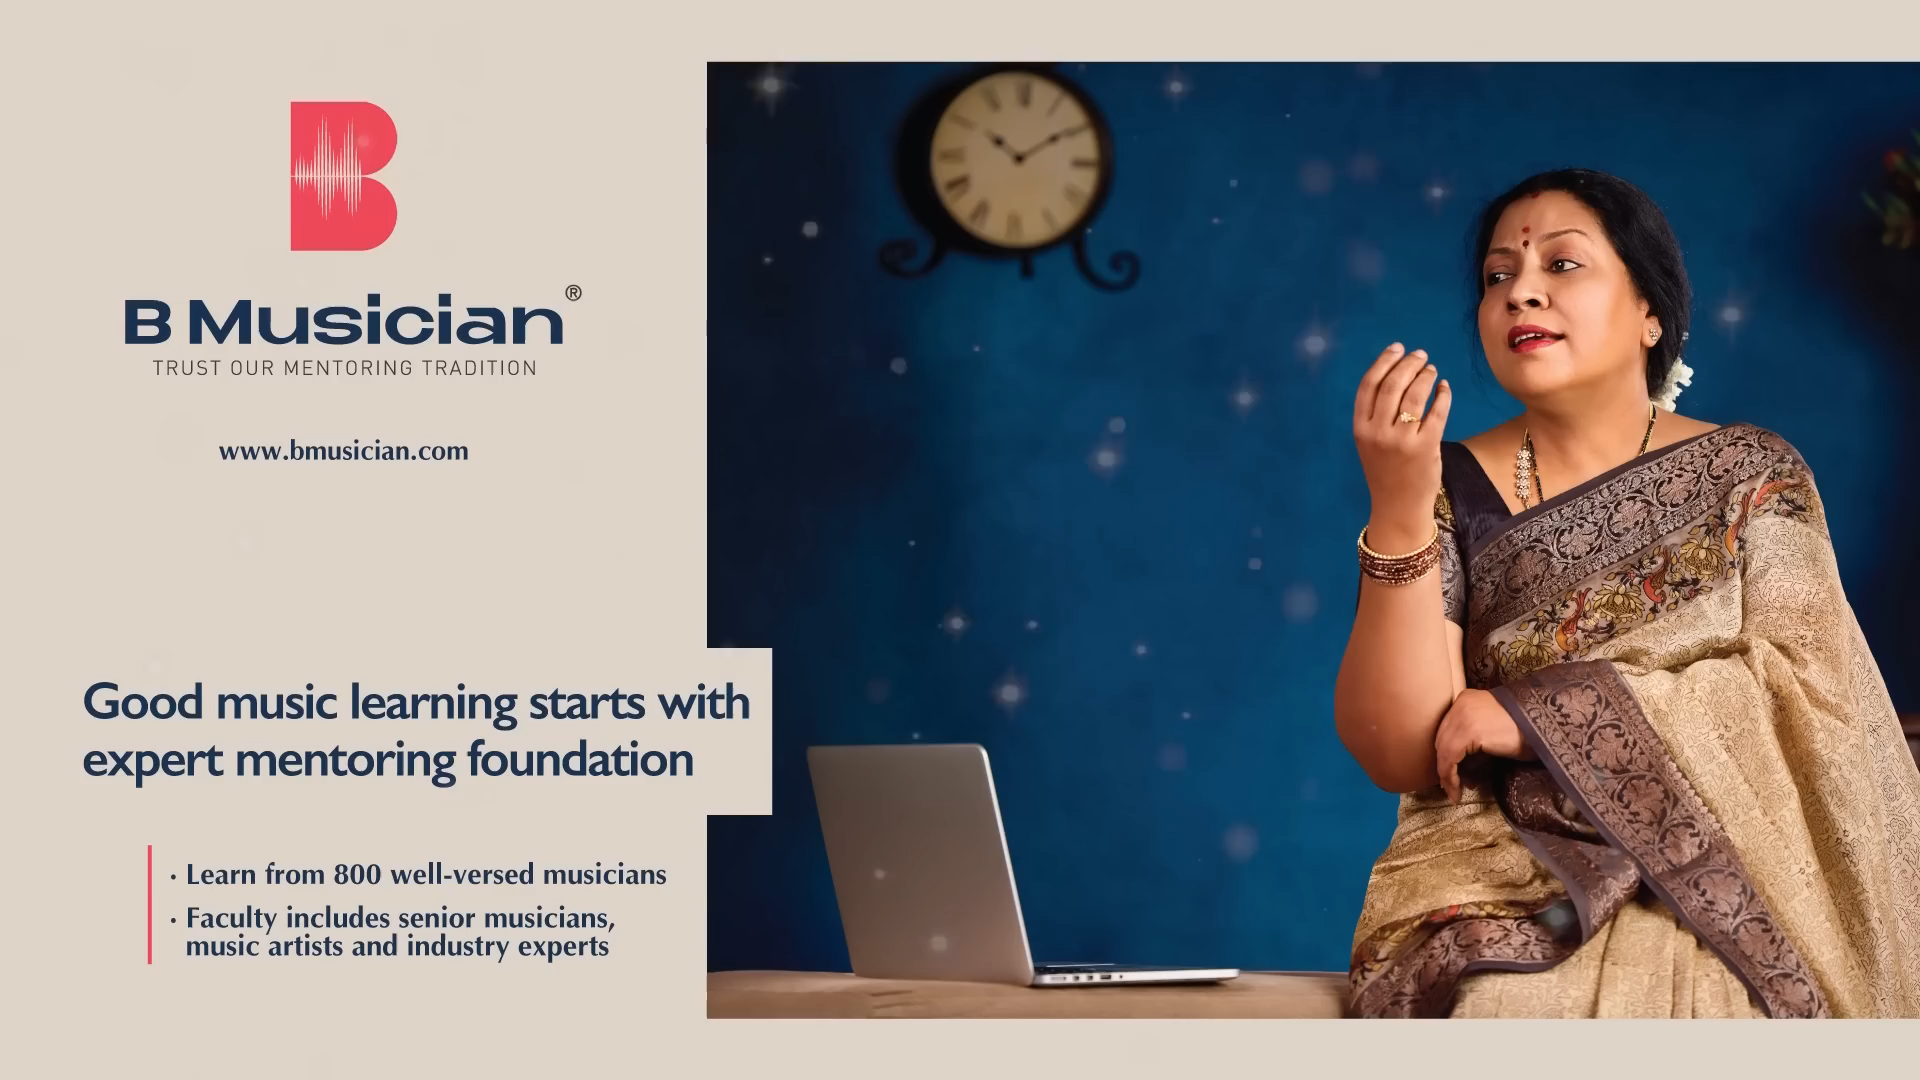 B Musician®
TRUST OUR MENTORING TRADITION
www.bmusician.com
Good music learning starts with
expert mentoring foundation
· Learn from 800 well-versed musicians
· Faculty includes senior musicians,
music artists and industry experts